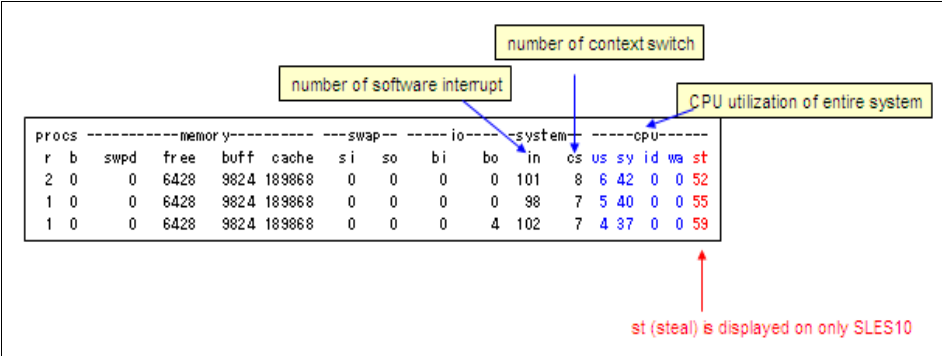 number of context switch
number of software interrupt
CPU utilization of entire system
procs -----------memory---------- ---swap-- -----io---- -system-- -----cpu------
r b swpd free buff cache si so bi bo in cs us sy id wa st
2 0 0 6428 9824 189868 0 0 0 0 101 8 6 42 0 0 52
1 0 0 6428 9824 189868 0 0 0 0 98 7 5 40 0 0 55
1 0 0 6428 9824 189868 0 0 0 4 102 7 4 37 0 0 59
st (steal) is displayed on only SLES10